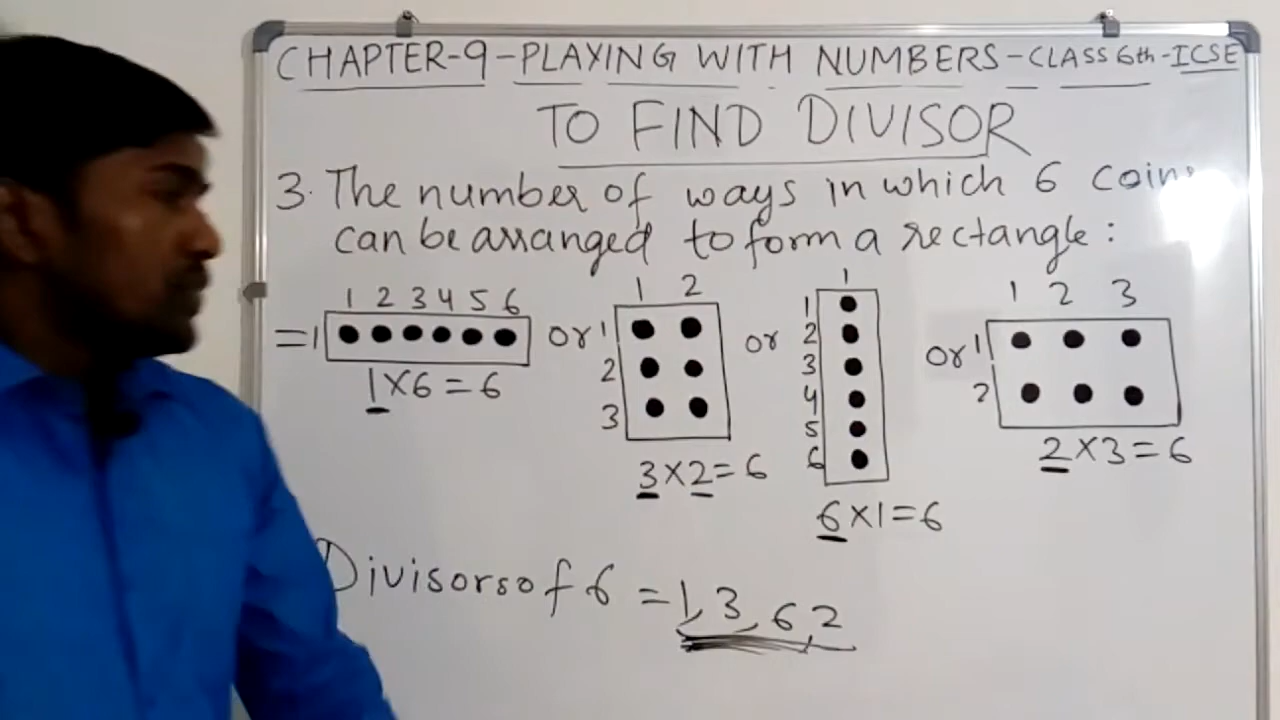 CHAPTER-9-PLAYING WITH NUMBERS-CLASS 6th-ICSE
TO FIND DIVISOR
3. The number of ways in which 6 coins
can be arranged to form a rectangle:
1 2 3 4 5 6
=1
1×6=6
or
1 2
1
2
3
3×2=6
or
1
1
2
3
4
5
6
6×1=6
or
1 2 3
1
2
2×3=6
Divisors of 6 = 1, 3, 6, 2